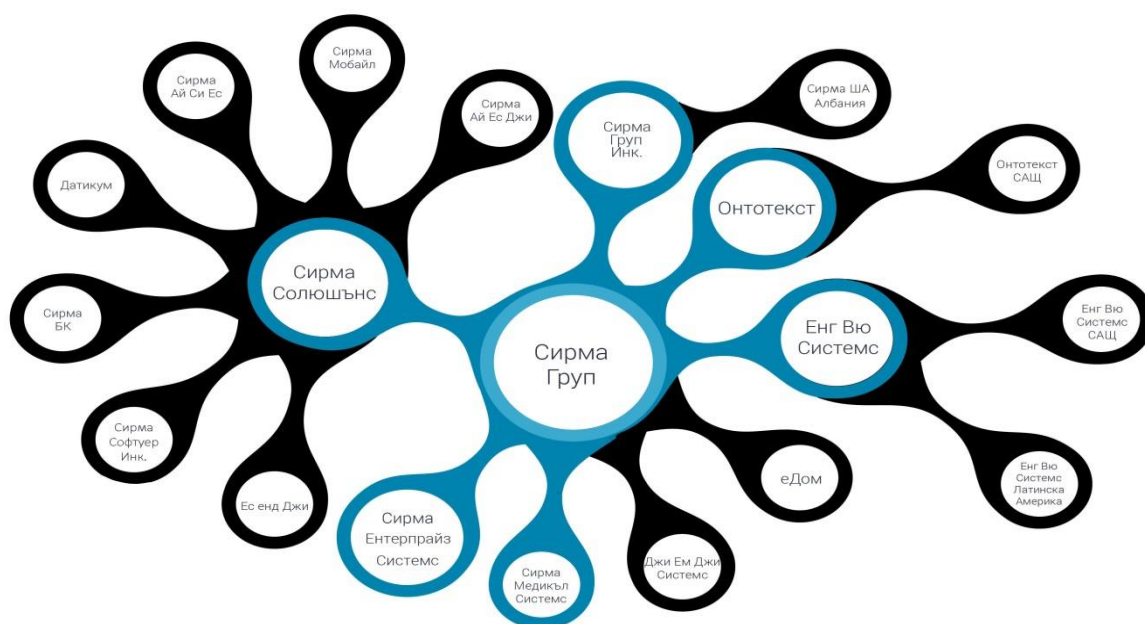 Сирма
Мобайл
Сирма
Ай Си Ес
Сирма
Ай Ес Джи
Сирма ША
Албания
Сирма
Груп
Инк.
Датикум
Онтотекст
САЩ
Онтотекст
Сирма
Солюшънс
Сирма
БК
Енг Вю
Системс
Енг Вю
Системс
САЩ
Сирма
Груп
Сирма
Софтуер
Инк.
Ес енд Джи
еДом
Енг Вю
Системс
Латинска
Америка
Сирма
Ентерпрайз
Системс
Сирма
Медикъл
Системс
Джи Ем Джи
Системс